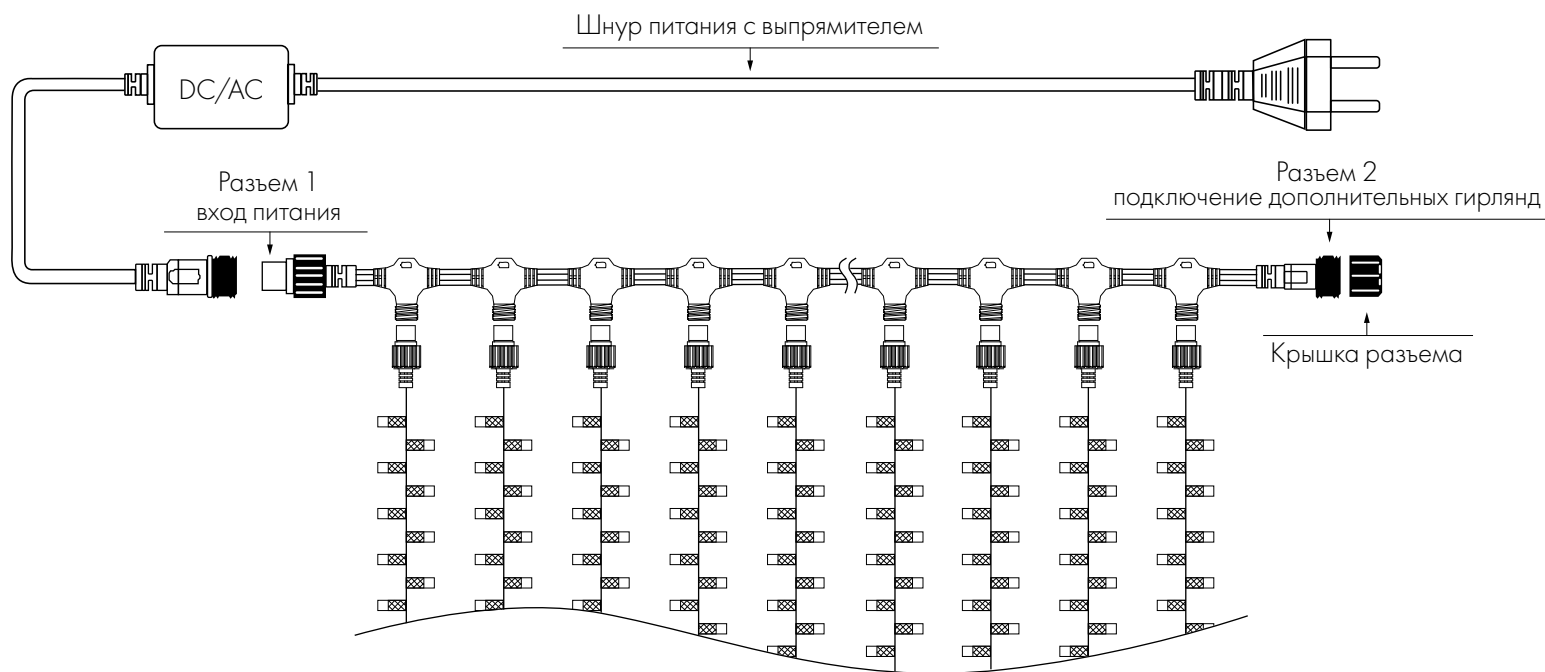 Шнур питания с выпрямителем
DC/AC
Разъем 1
вход питания
Разъем 2
подключение дополнительных гирлянд
Крышка разъема